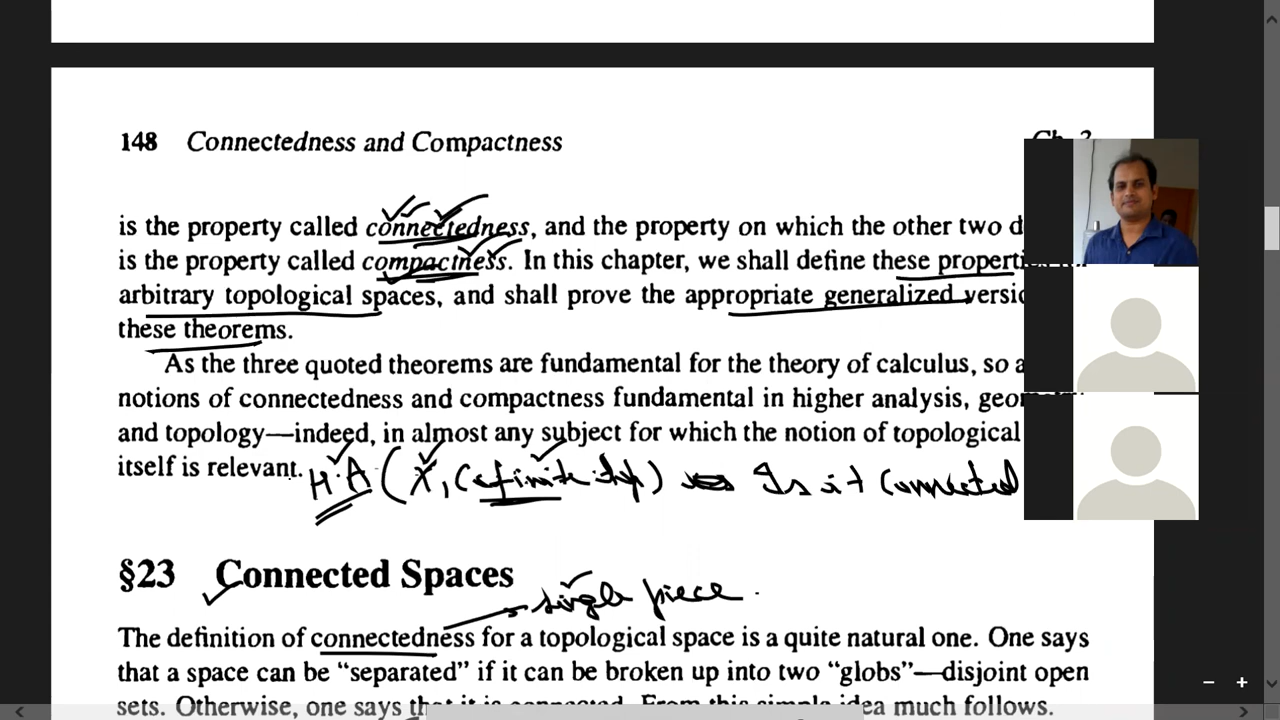 148 Connectedness and Compactness Ch. 3
is the property called connectedness, and the property on which the other two d
is the property called compactness. In this chapter, we shall define these properti
arbitrary topological spaces, and shall prove the appropriate generalized versio
these theorems.
As the three quoted theorems are fundamental for the theory of calculus, so a
notions of connectedness and compactness fundamental in higher analysis, geom
and topology—indeed, in almost any subject for which the notion of topological
itself is relevant.
H.A (X, Cofinite top) Is it connected
§23 Connected Spaces
single piece.
The definition of connectedness for a topological space is a quite natural one. One says
that a space can be “separated” if it can be broken up into two “globs”—disjoint open
sets. Otherwise, one says that it is connected. From this simple idea much follows.